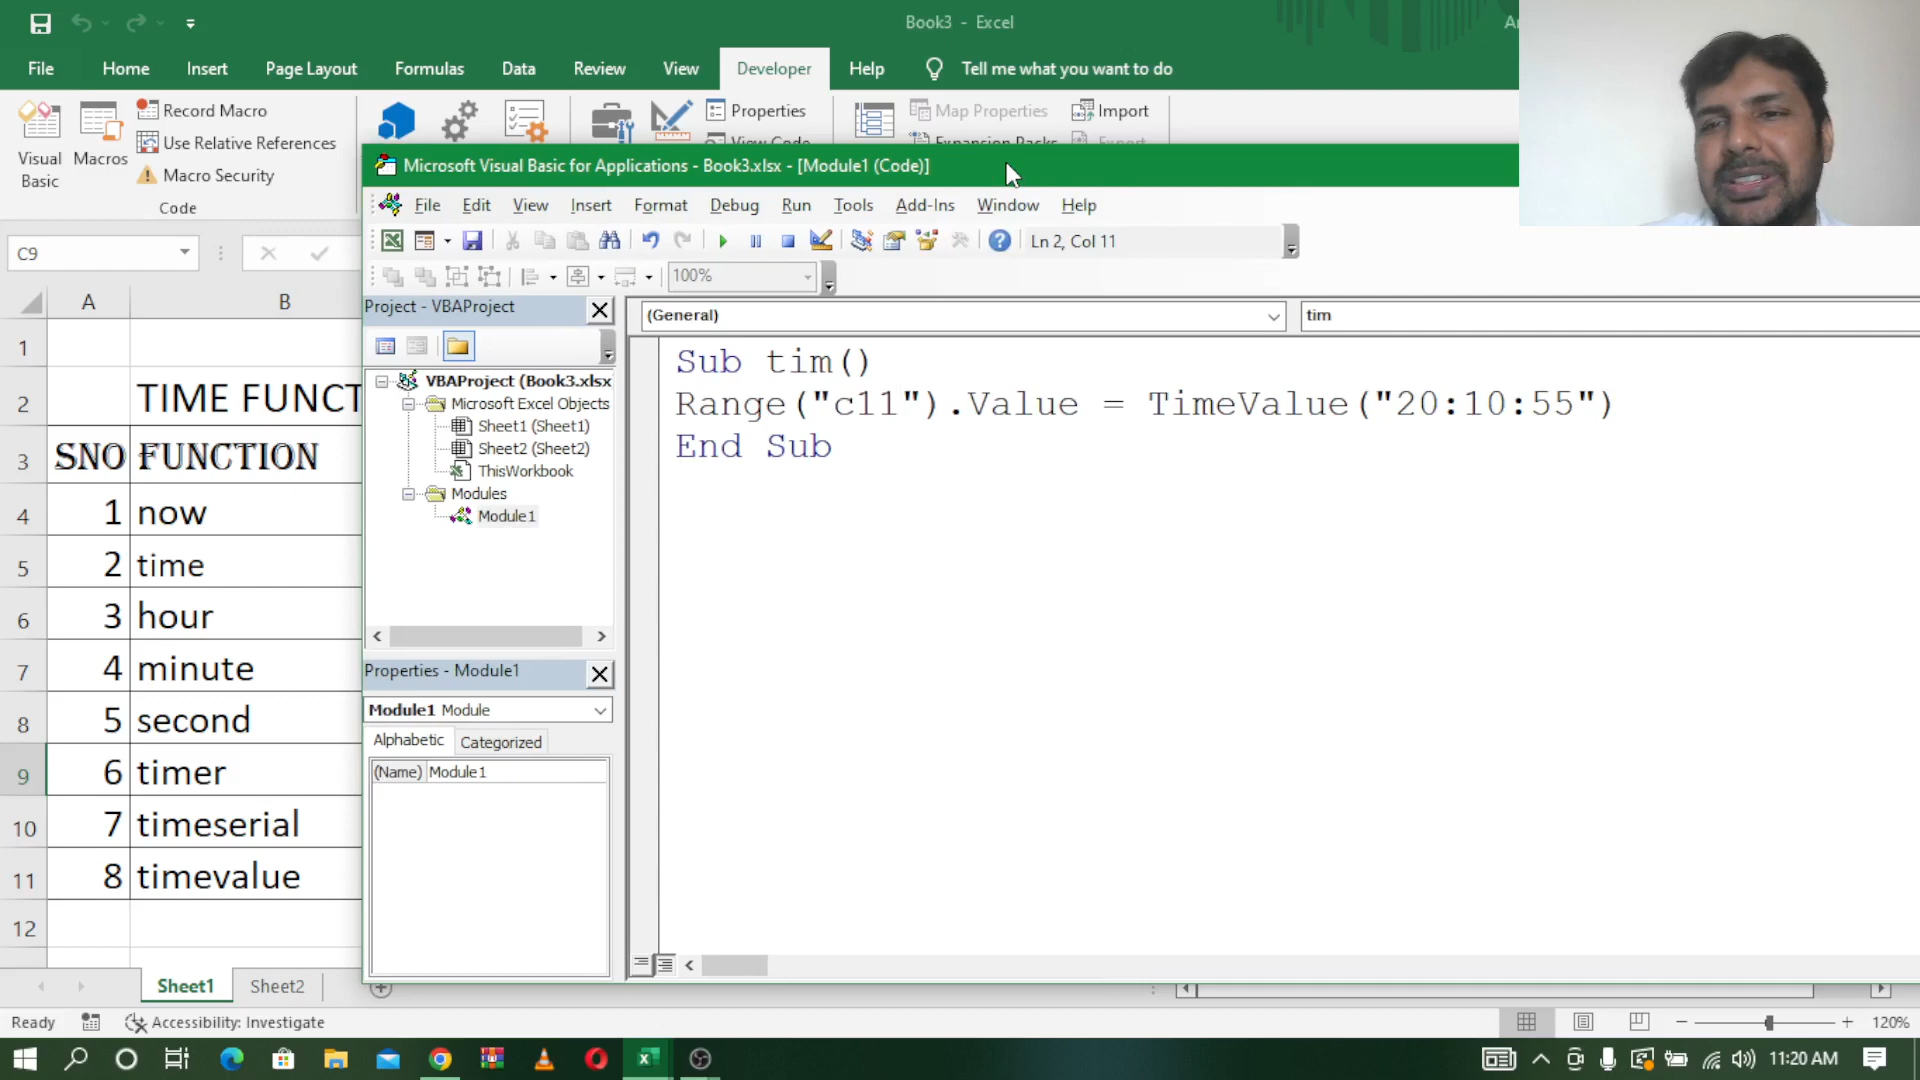 Book3 - Excel
File Home Insert Page Layout Formulas Data Review View Developer Help Tell me what you want to do
Visual Basic
Macros
Record Macro
Use Relative References
Macro Security
Code
Properties
View Code
Map Properties
Expansion Packs
Import
Export
Microsoft Visual Basic for Applications - Book3.xlsx - [Module1 (Code)]
File Edit View Insert Format Debug Run Tools Add-Ins Window Help
Ln 2, Col 11
100%
C9
Project - VBAProject
VBAProject (Book3.xlsx
Microsoft Excel Objects
Sheet1 (Sheet1)
Sheet2 (Sheet2)
ThisWorkbook
Modules
Module1
Properties - Module1
Module1 Module
Alphabetic Categorized
(Name) Module1
(General)
tim
Sub tim()
Range("c11").Value = TimeValue("20:10:55")
End Sub
A B
1
2 TIME FUNCT
3 SNO FUNCTION
4 1 now
5 2 time
6 3 hour
7 4 minute
8 5 second
9 6 timer
10 7 timeserial
11 8 timevalue
12
Sheet1 Sheet2
Ready Accessibility: Investigate 120%
11:20 AM